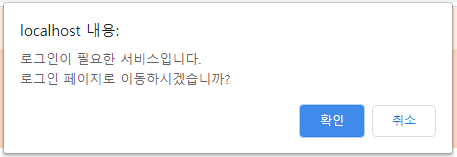 localhost 내용:
로그인이 필요한 서비스입니다.
로그인 페이지로 이동하시겠습니까?
확인
취소